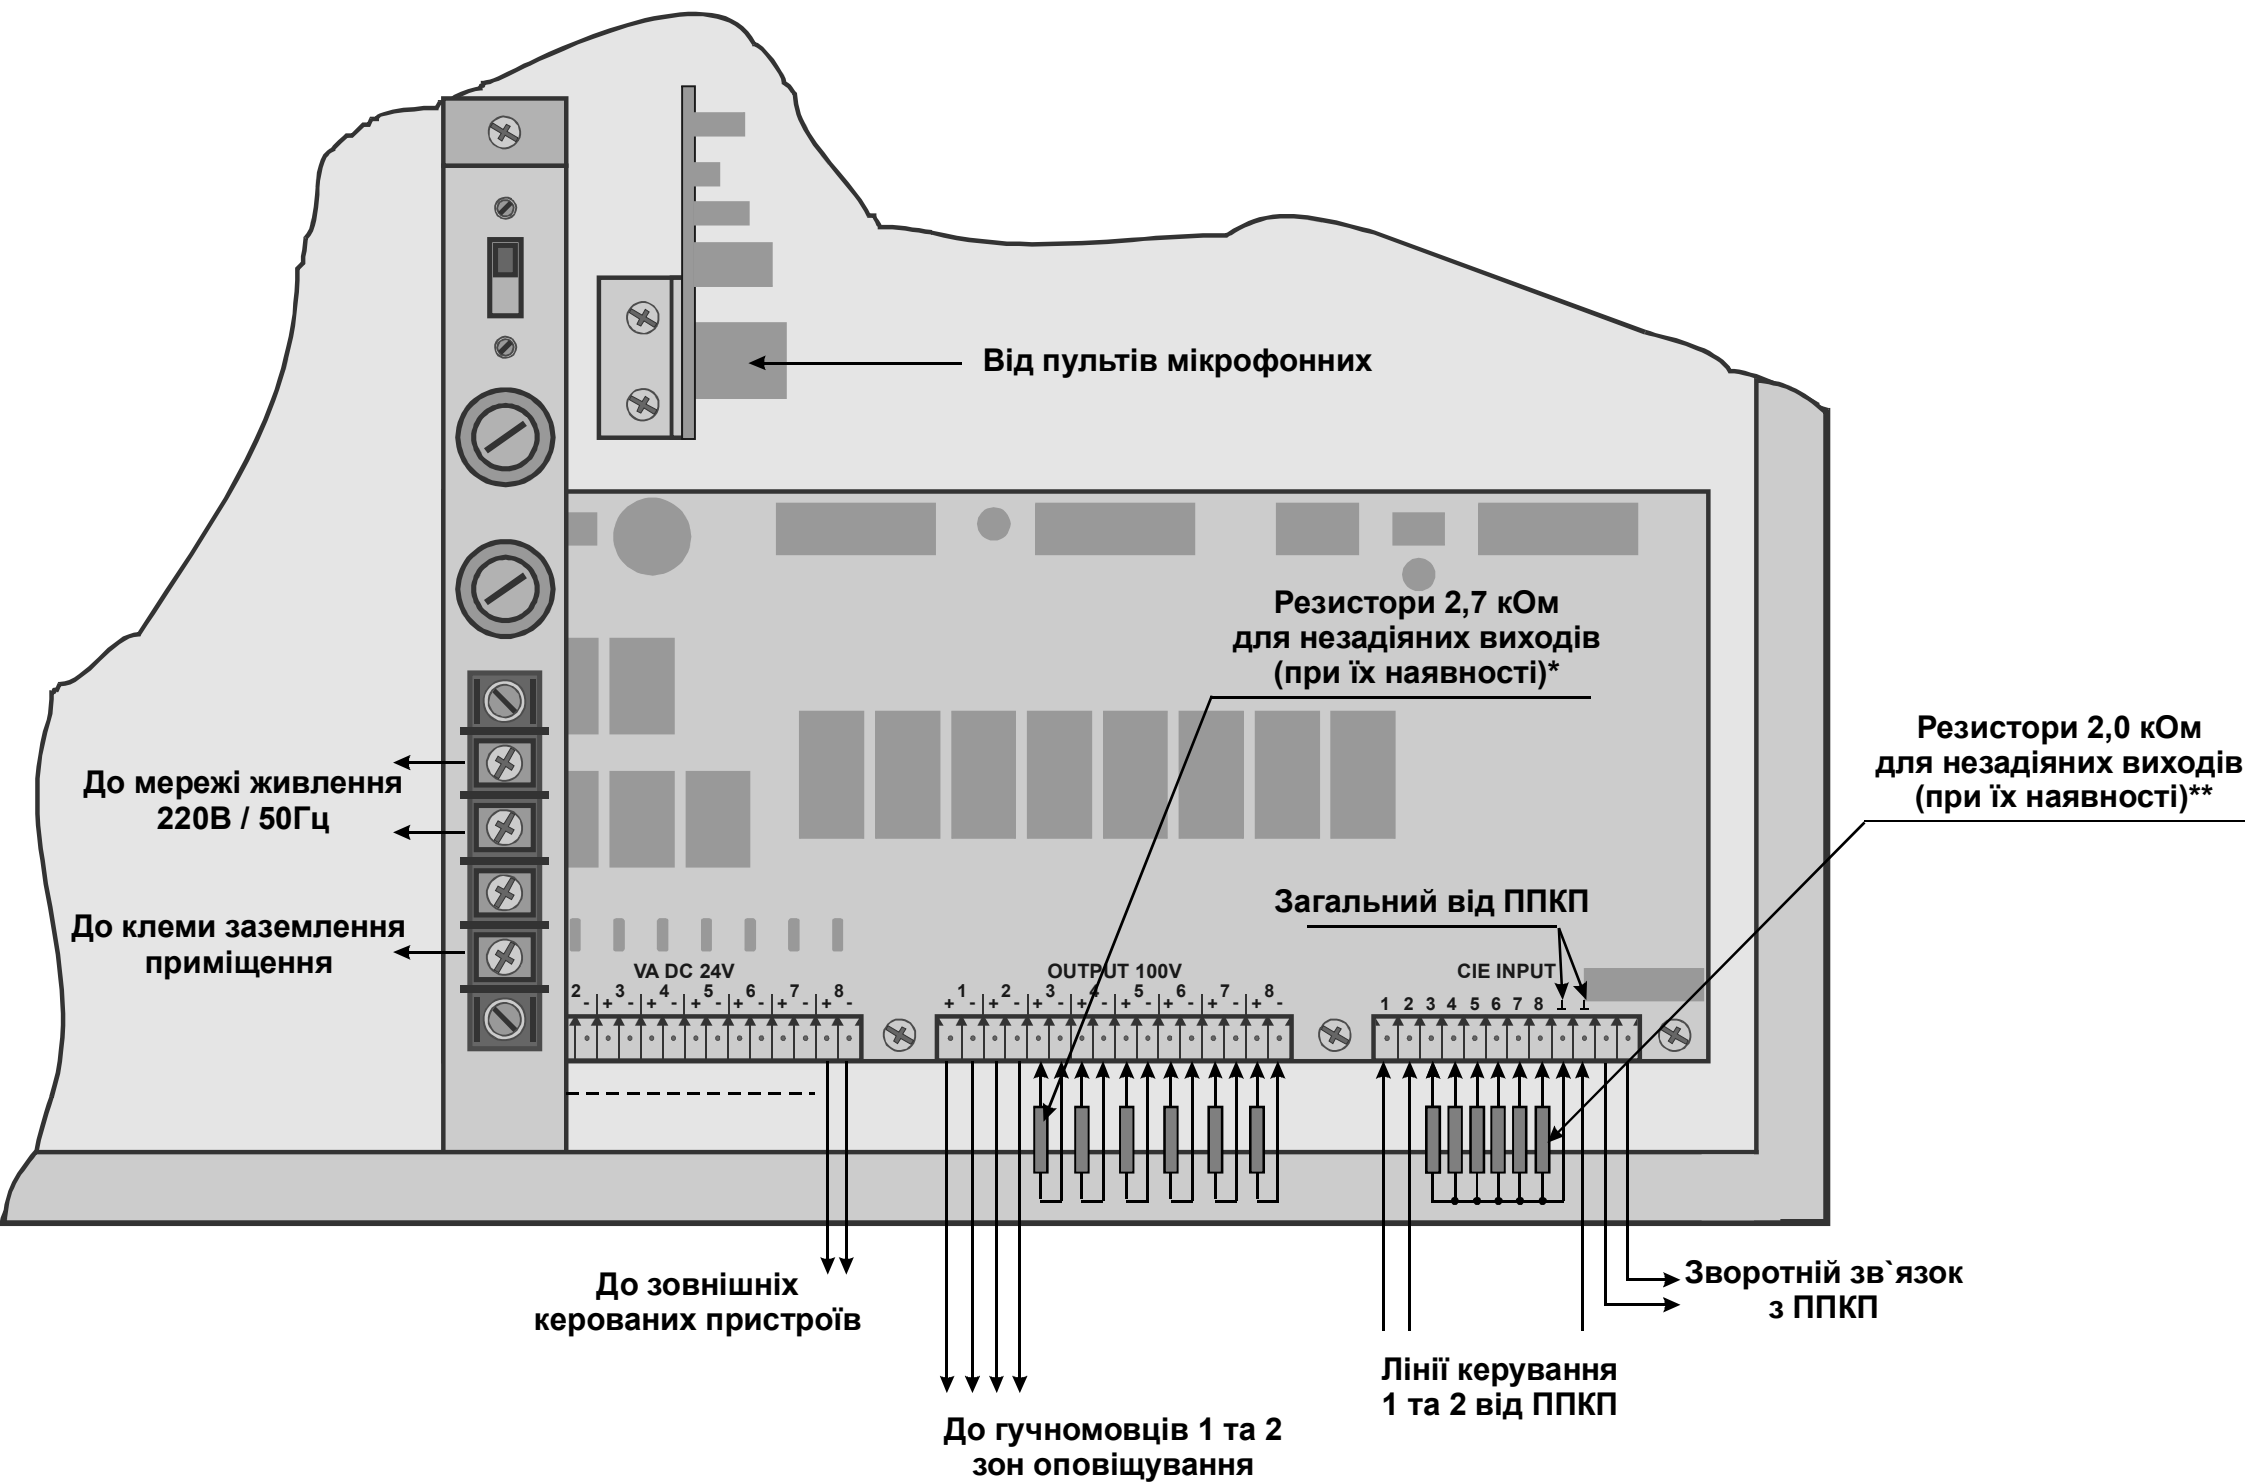 Від пультів мікрофонних
Резистори 2,7 кОм
для незадіяних виходів
(при їх наявності)*
Резистори 2,0 кОм
для незадіяних виходів
(при їх наявності)**
До мережі живлення
220В / 50Гц
Загальний від ППКП
До клеми заземлення
приміщення
VA DC 24V
2 - + 3 - + 4 - + 5 - + 6 - + 7 - + 8 -
OUTPUT 100V
+ 1 - + 2 - + 3 - + 4 - + 5 - + 6 - + 7 - + 8 -
CIE INPUT
1 2 3 4 5 6 7 8 ⊥ ⊥
До зовнішніх
керованих пристроїв
Зворотній зв`язок
з ППКП
Лінії керування
1 та 2 від ППКП
До гучномовців 1 та 2
зон оповіщування